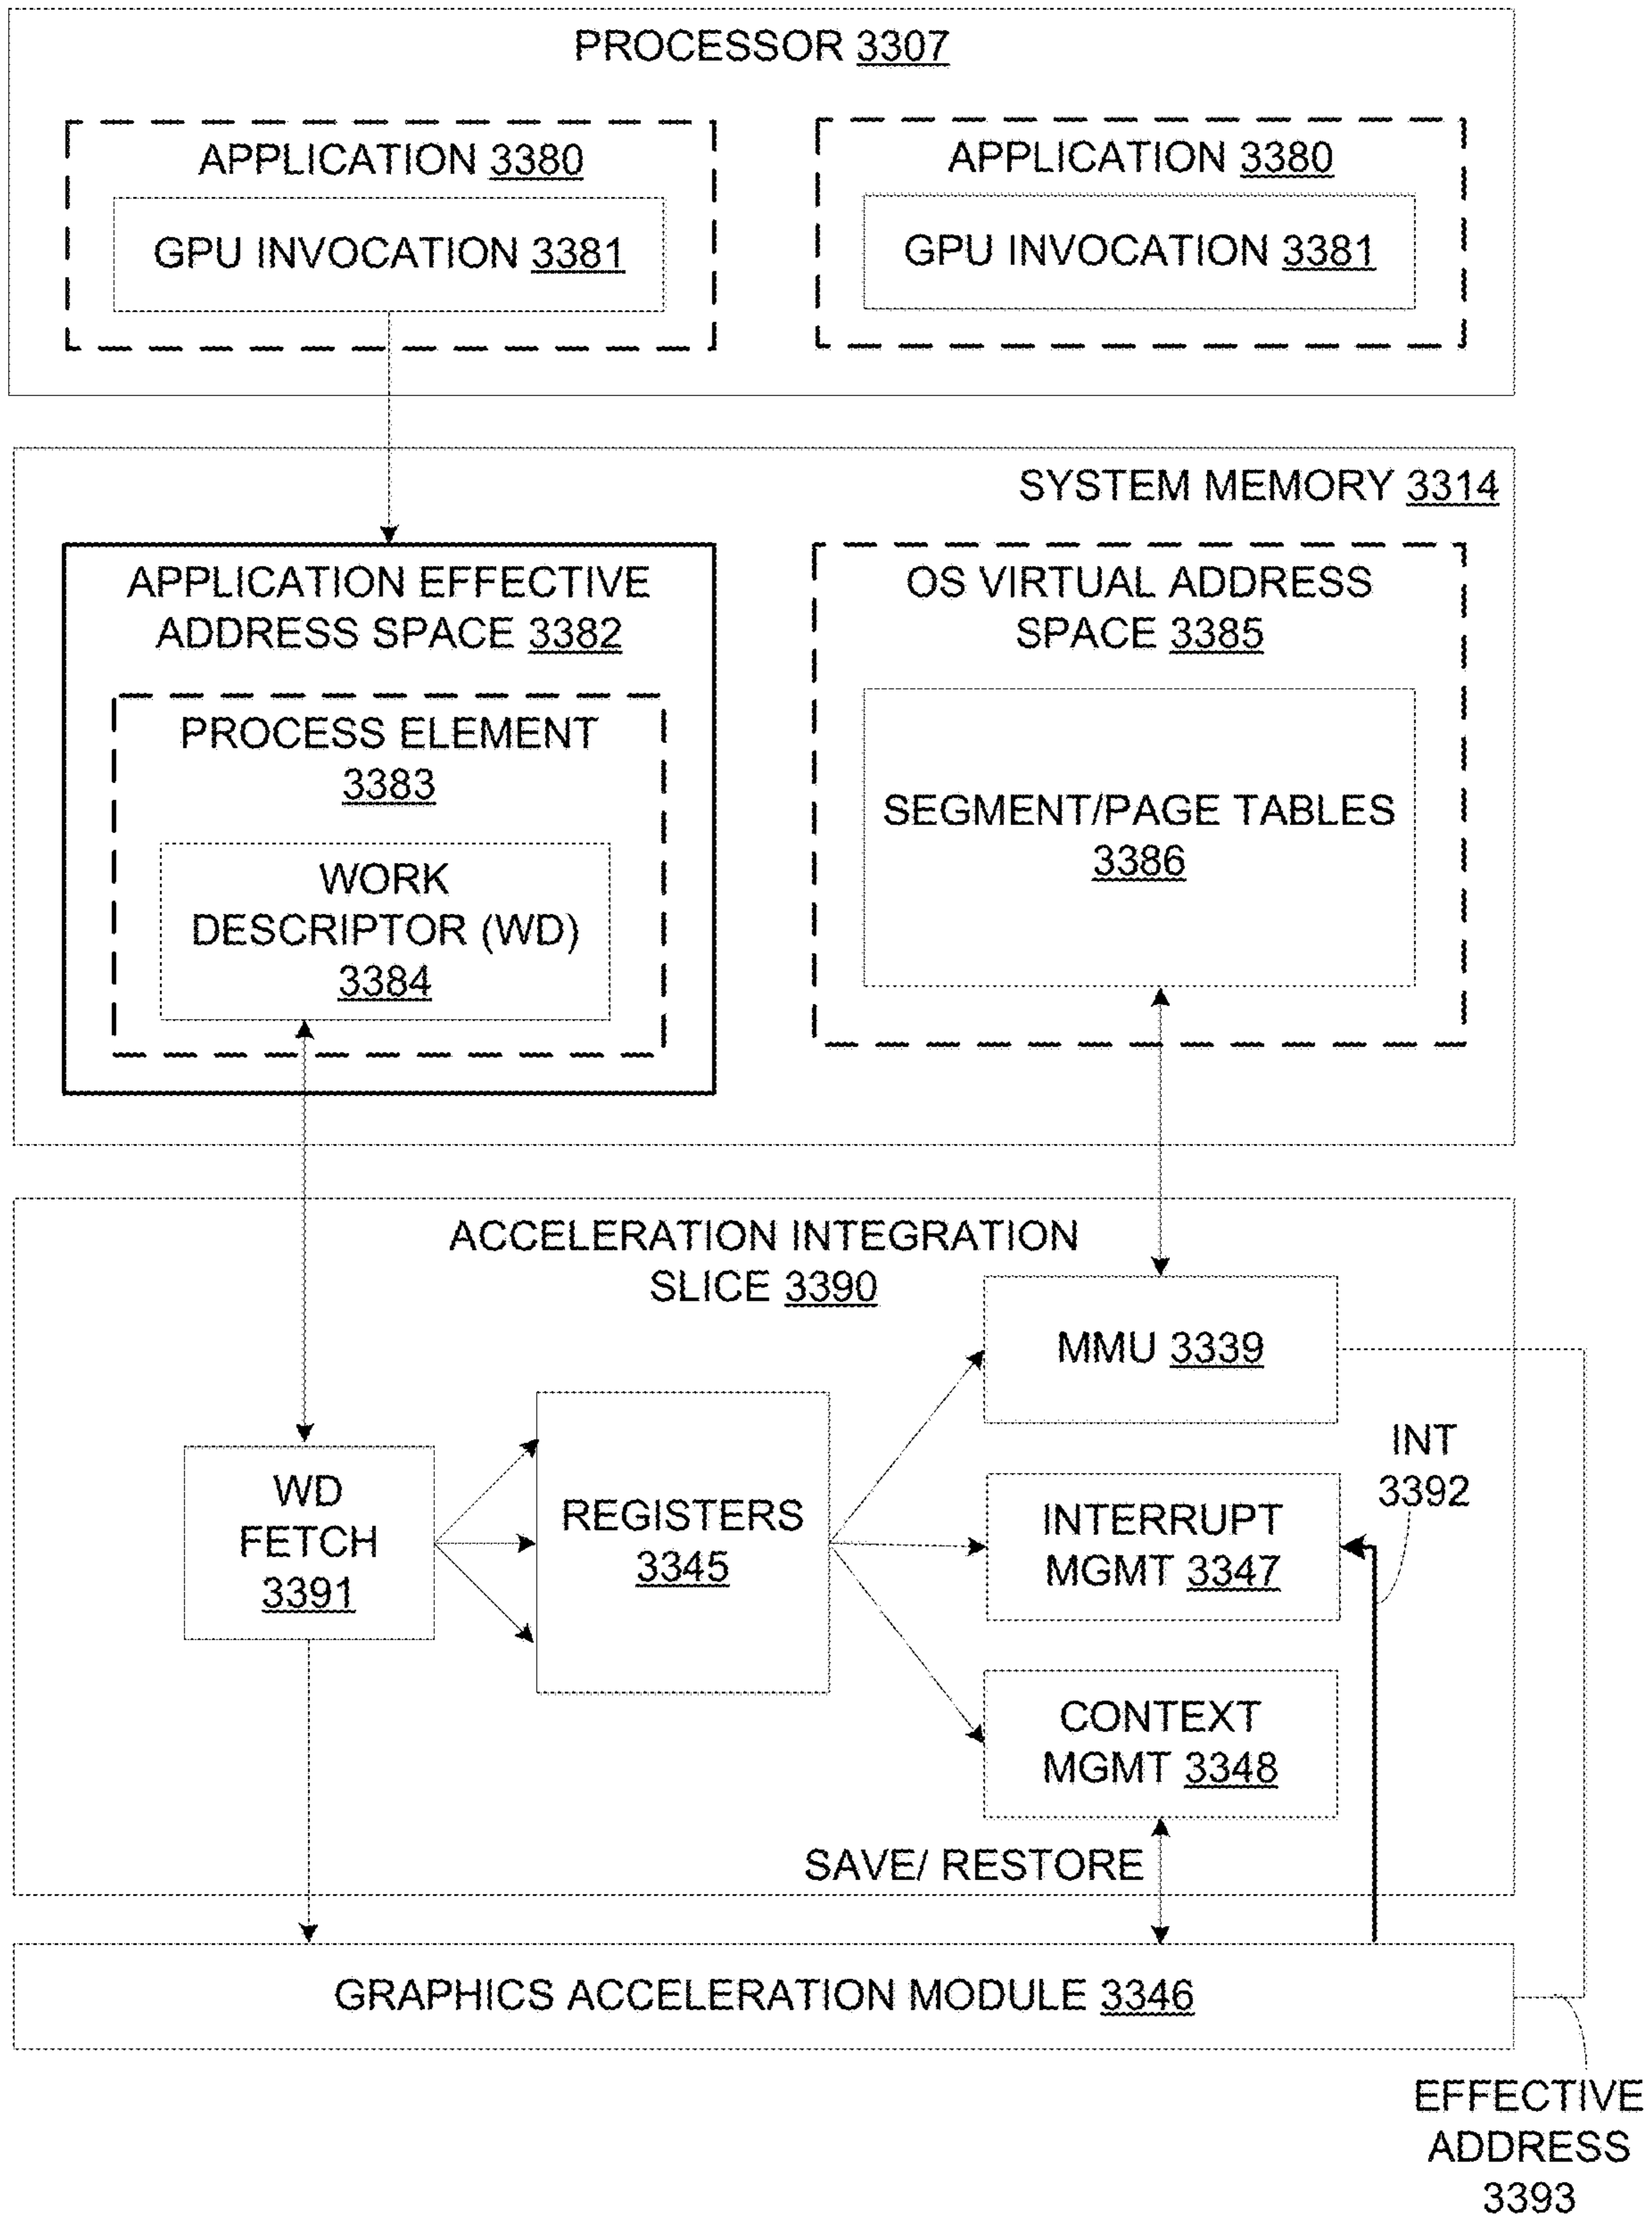 PROCESSOR 3307
APPLICATION 3380
GPU INVOCATION 3381
APPLICATION 3380
GPU INVOCATION 3381
SYSTEM MEMORY 3314
APPLICATION EFFECTIVE
ADDRESS SPACE 3382
PROCESS ELEMENT
3383
WORK
DESCRIPTOR (WD)
3384
OS VIRTUAL ADDRESS
SPACE 3385
SEGMENT/PAGE TABLES
3386
ACCELERATION INTEGRATION
SLICE 3390
WD
FETCH
3391
REGISTERS
3345
MMU 3339
INTERRUPT
MGMT 3347
CONTEXT
MGMT 3348
INT
3392
SAVE/ RESTORE
GRAPHICS ACCELERATION MODULE 3346
EFFECTIVE
ADDRESS
3393